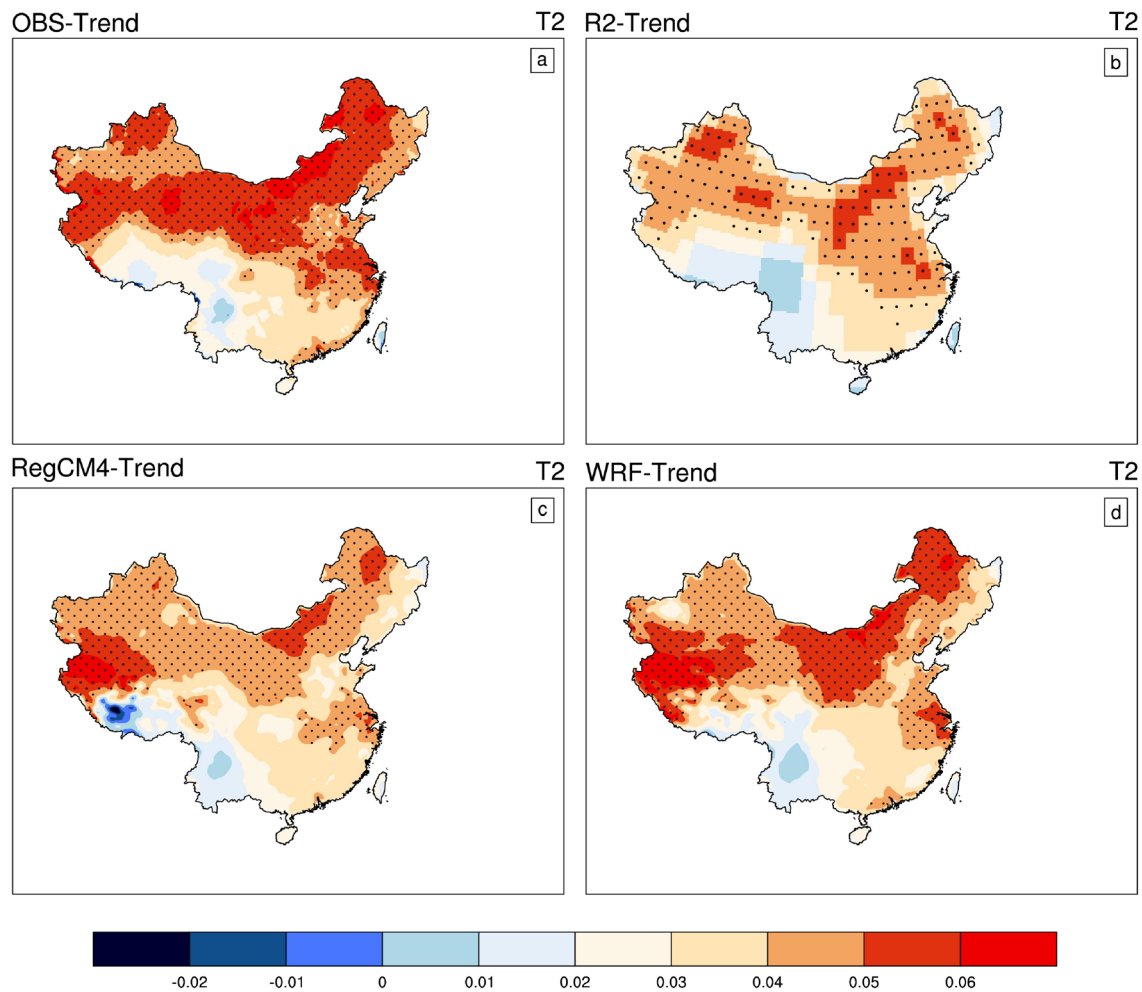 OBS-Trend T2
a
R2-Trend T2
b
RegCM4-Trend T2
c
WRF-Trend T2
d
-0.02 -0.01 0 0.01 0.02 0.03 0.04 0.05 0.06